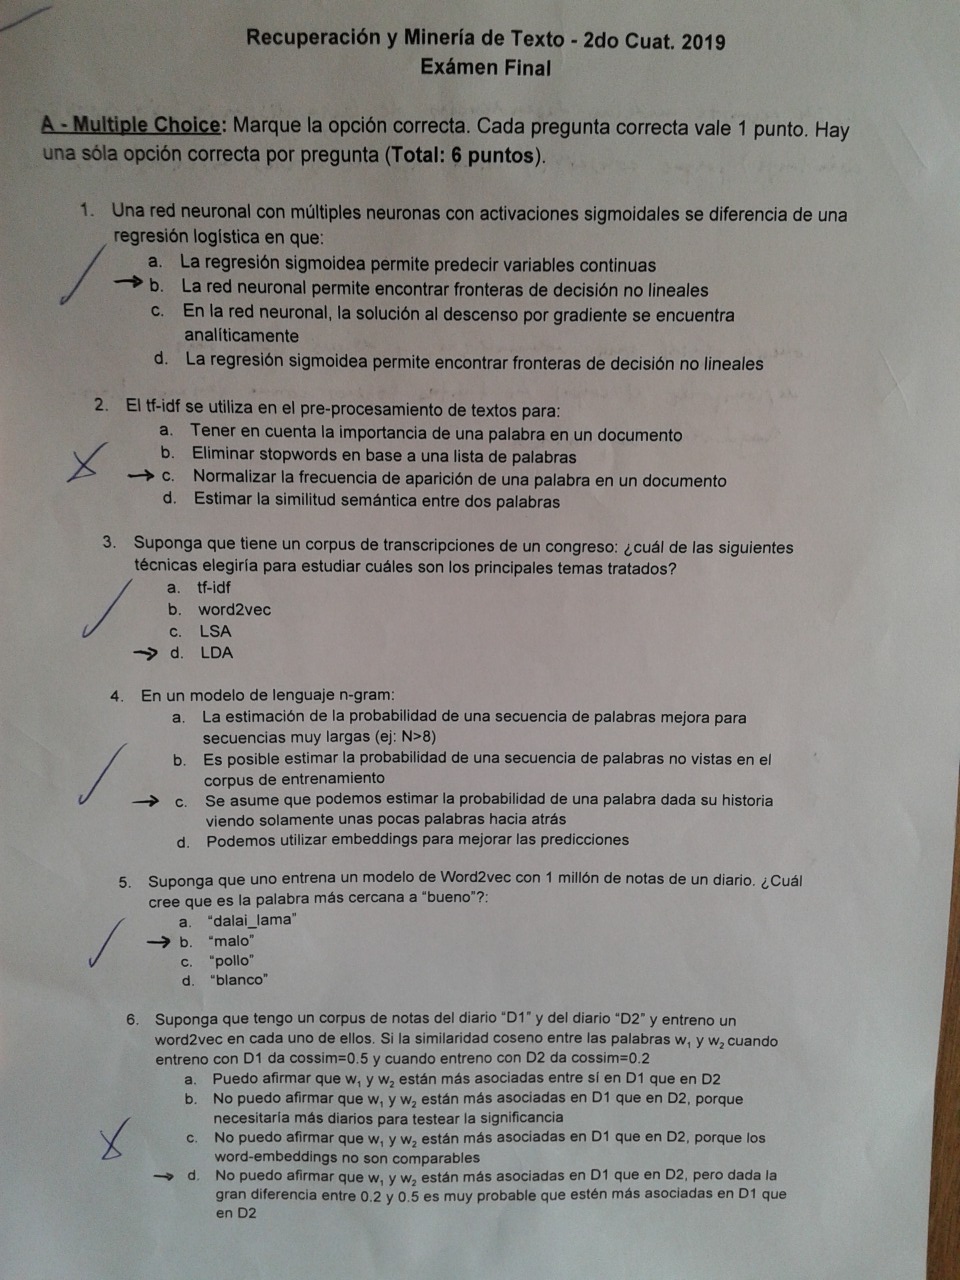 Recuperación y Minería de Texto - 2do Cuat. 2019
Exámen Final
A - Multiple Choice: Marque la opción correcta. Cada pregunta correcta vale 1 punto. Hay
una sóla opción correcta por pregunta (Total: 6 puntos).
1. Una red neuronal con múltiples neuronas con activaciones sigmoidales se diferencia de una
regresión logística en que:
a. La regresión sigmoidea permite predecir variables continuas
b. La red neuronal permite encontrar fronteras de decisión no lineales
c. En la red neuronal, la solución al descenso por gradiente se encuentra
analíticamente
d. La regresión sigmoidea permite encontrar fronteras de decisión no lineales
2. El tf-idf se utiliza en el pre-procesamiento de textos para:
a. Tener en cuenta la importancia de una palabra en un documento
b. Eliminar stopwords en base a una lista de palabras
c. Normalizar la frecuencia de aparición de una palabra en un documento
d. Estimar la similitud semántica entre dos palabras
3. Suponga que tiene un corpus de transcripciones de un congreso: ¿cuál de las siguientes
técnicas elegiría para estudiar cuáles son los principales temas tratados?
a. tf-idf
b. word2vec
c. LSA
d. LDA
4. En un modelo de lenguaje n-gram:
a. La estimación de la probabilidad de una secuencia de palabras mejora para
secuencias muy largas (ej: N>8)
b. Es posible estimar la probabilidad de una secuencia de palabras no vistas en el
corpus de entrenamiento
c. Se asume que podemos estimar la probabilidad de una palabra dada su historia
viendo solamente unas pocas palabras hacia atrás
d. Podemos utilizar embeddings para mejorar las predicciones
5. Suponga que uno entrena un modelo de Word2vec con 1 millón de notas de un diario. ¿Cuál
cree que es la palabra más cercana a "bueno"?:
a. "dalai_lama"
b. "malo"
c. "pollo"
d. "blanco"
6. Suponga que tengo un corpus de notas del diario "D1" y del diario "D2" y entreno un
word2vec en cada uno de ellos. Si la similaridad coseno entre las palabras w₁ y w₂ cuando
entreno con D1 da cossim=0.5 y cuando entreno con D2 da cossim=0.2
a. Puedo afirmar que w₁ y w₂ están más asociadas entre sí en D1 que en D2
b. No puedo afirmar que w₁ y w₂ están más asociadas en D1 que en D2, porque
necesitaría más diarios para testear la significancia
c. No puedo afirmar que w₁ y w₂ están más asociadas en D1 que en D2, porque los
word-embeddings no son comparables
d. No puedo afirmar que w₁ y w₂ están más asociadas en D1 que en D2, pero dada la
gran diferencia entre 0.2 y 0.5 es muy probable que estén más asociadas en D1 que
en D2